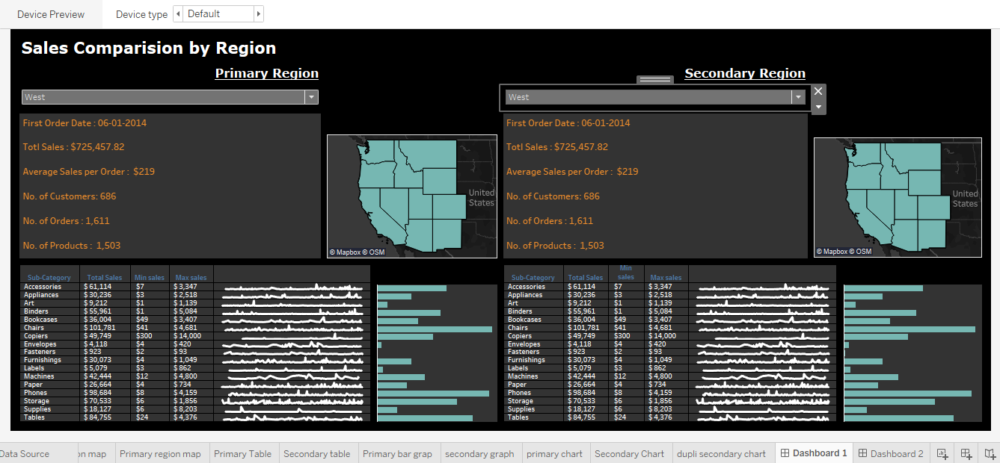 Device Preview Device type Default
Sales Comparision by Region
Primary Region
West
First Order Date : 06-01-2014
Totl Sales : $725,457.82
Average Sales per Order : $219
No. of Customers: 686
No. of Orders : 1,611
No. of Products : 1,503
United
States
© Mapbox © OSM
Sub-Category Total Sales Min sales Max sales
Accessories $ 61,114 $7 $ 3,347
Appliances $ 30,236 $3 $ 2,518
Art $ 9,212 $1 $ 1,139
Binders $ 55,961 $1 $ 5,084
Bookcases $ 36,004 $49 $ 3,407
Chairs $ 101,781 $41 $ 4,681
Copiers $ 49,749 $300 $ 14,000
Envelopes $ 4,118 $4 $ 420
Fasteners $ 923 $2 $ 93
Furnishings $ 30,073 $4 $ 1,049
Labels $ 5,079 $3 $ 862
Machines $ 42,444 $12 $ 4,800
Paper $ 26,664 $4 $ 734
Phones $ 98,684 $8 $ 4,159
Storage $ 70,533 $6 $ 1,856
Supplies $ 18,127 $6 $ 8,203
Tables $ 84,755 $24 $ 4,376
Secondary Region
West
First Order Date : 06-01-2014
Totl Sales : $725,457.82
Average Sales per Order : $219
No. of Customers: 686
No. of Orders : 1,611
No. of Products : 1,503
United
States
© Mapbox © OSM
Sub-Category Total Sales Min sales Max sales
Accessories $ 61,114 $7 $ 3,347
Appliances $ 30,236 $3 $ 2,518
Art $ 9,212 $1 $ 1,139
Binders $ 55,961 $1 $ 5,084
Bookcases $ 36,004 $49 $ 3,407
Chairs $ 101,781 $41 $ 4,681
Copiers $ 49,749 $300 $ 14,000
Envelopes $ 4,118 $4 $ 420
Fasteners $ 923 $2 $ 93
Furnishings $ 30,073 $4 $ 1,049
Labels $ 5,079 $3 $ 862
Machines $ 42,444 $12 $ 4,800
Paper $ 26,664 $4 $ 734
Phones $ 98,684 $8 $ 4,159
Storage $ 70,533 $6 $ 1,856
Supplies $ 18,127 $6 $ 8,203
Tables $ 84,755 $24 $ 4,376
Data Source on map Primary region map Primary Table Secondary table Primary bar grap secondary graph primary chart Secondary Chart dupli secondary chart Dashboard 1 Dashboard 2